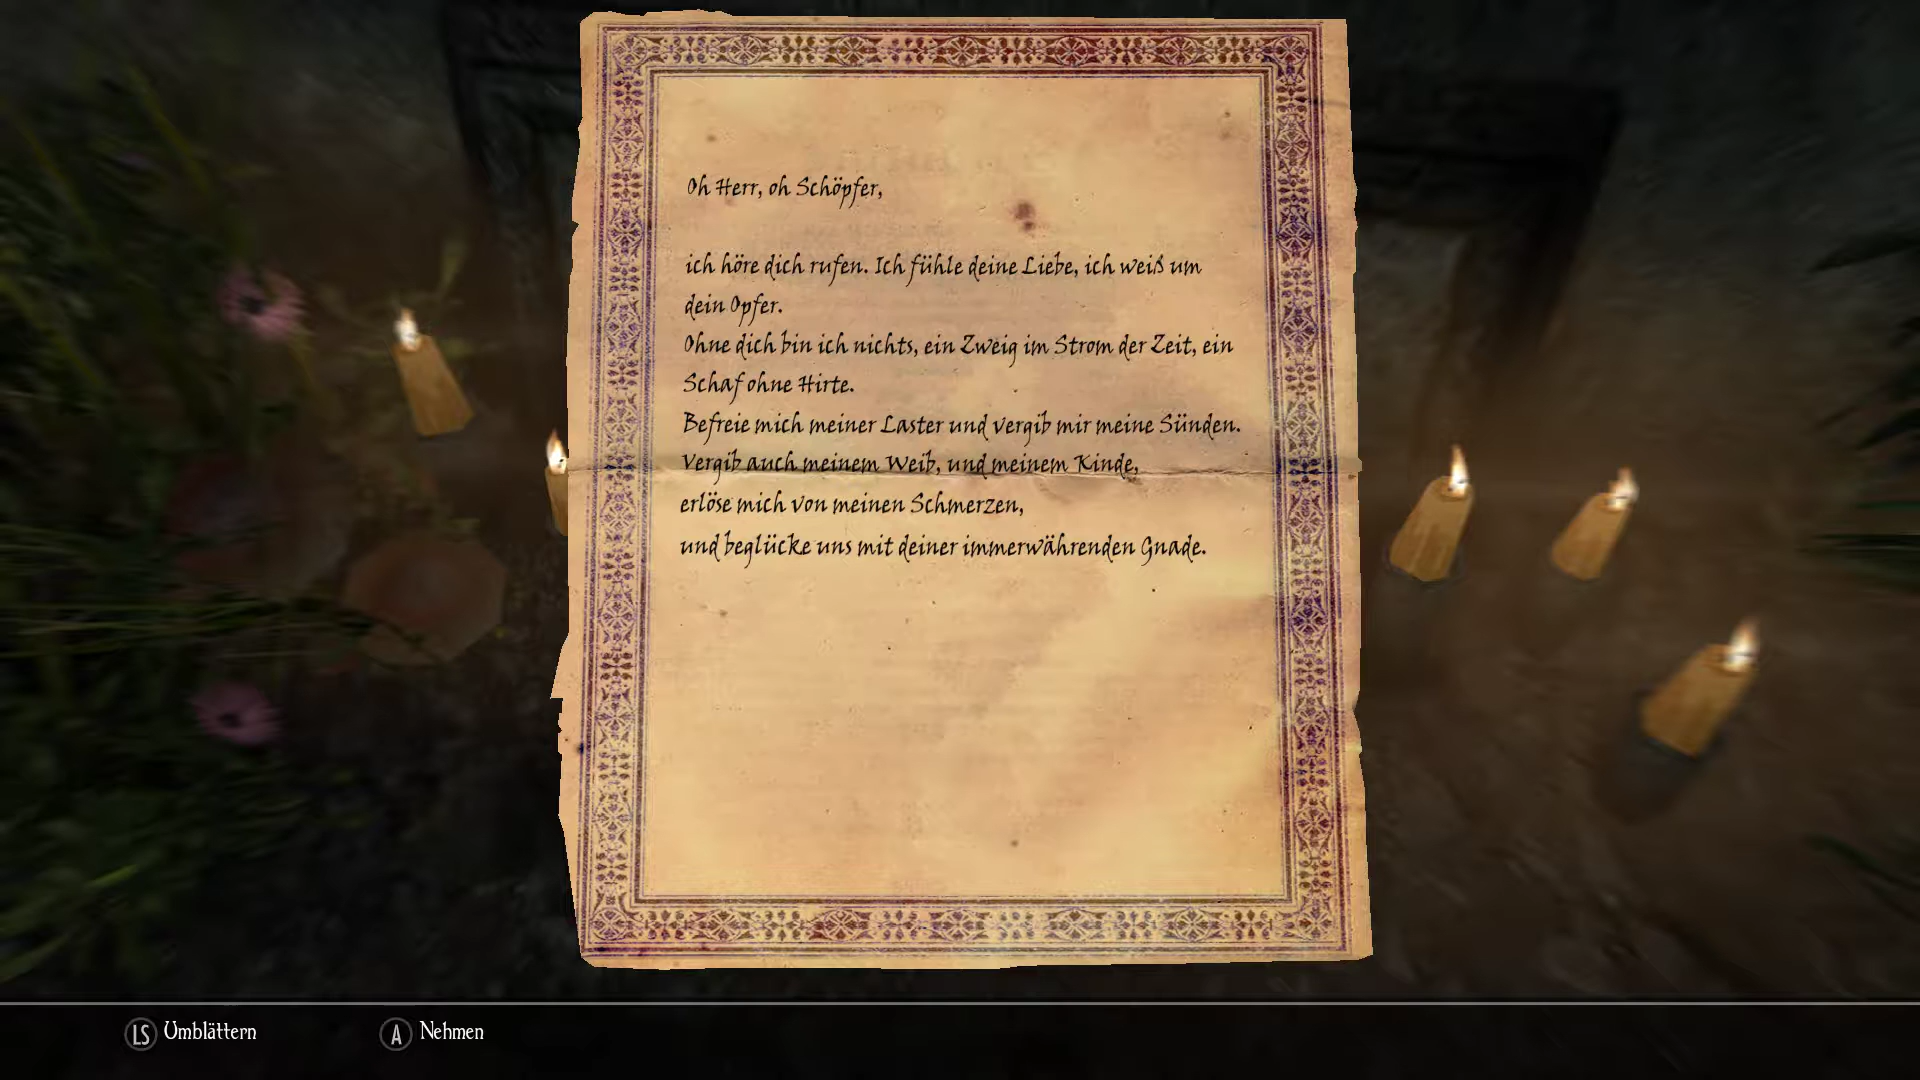 Oh Herr, oh Schöpfer,
ich höre dich rufen. Ich fühle deine Liebe, ich weiß um
dein Opfer.
Ohne dich bin ich nichts, ein Zweig im Strom der Zeit, ein
Schaf ohne Hirte.
Befreie mich meiner Laster und vergib mir meine Sünden.
Vergib auch meinem Weib, und meinem Kinde,
erlöse mich von meinen Schmerzen,
und beglücke uns mit deiner immerwährenden Gnade.
LS Umblättern
A Nehmen